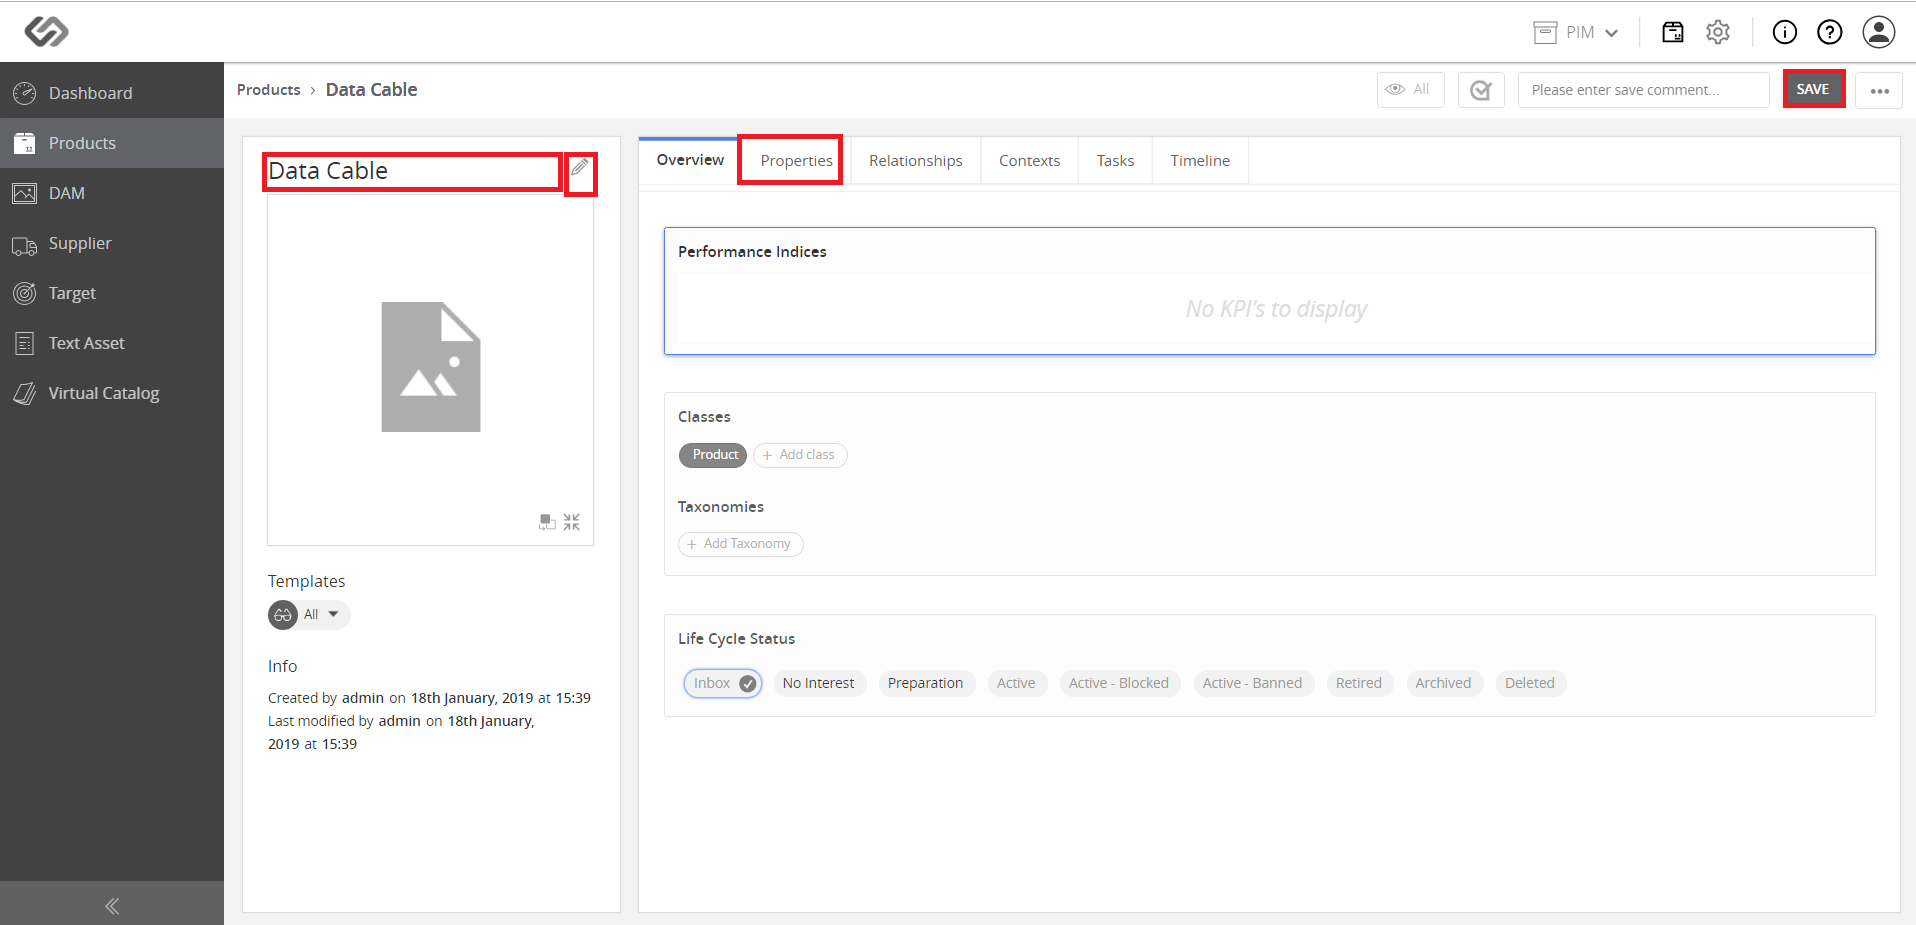 PIM
Dashboard
Products
DAM
Supplier
Target
Text Asset
Virtual Catalog
Products › Data Cable
All
Please enter save comment...
SAVE
Data Cable
Templates
All
Info
Created by admin on 18th January, 2019 at 15:39
Last modified by admin on 18th January,
2019 at 15:39
Overview Properties Relationships Contexts Tasks Timeline
Performance Indices
No KPI's to display
Classes
Product + Add class
Taxonomies
+ Add Taxonomy
Life Cycle Status
Inbox No Interest Preparation Active Active - Blocked Active - Banned Retired Archived Deleted